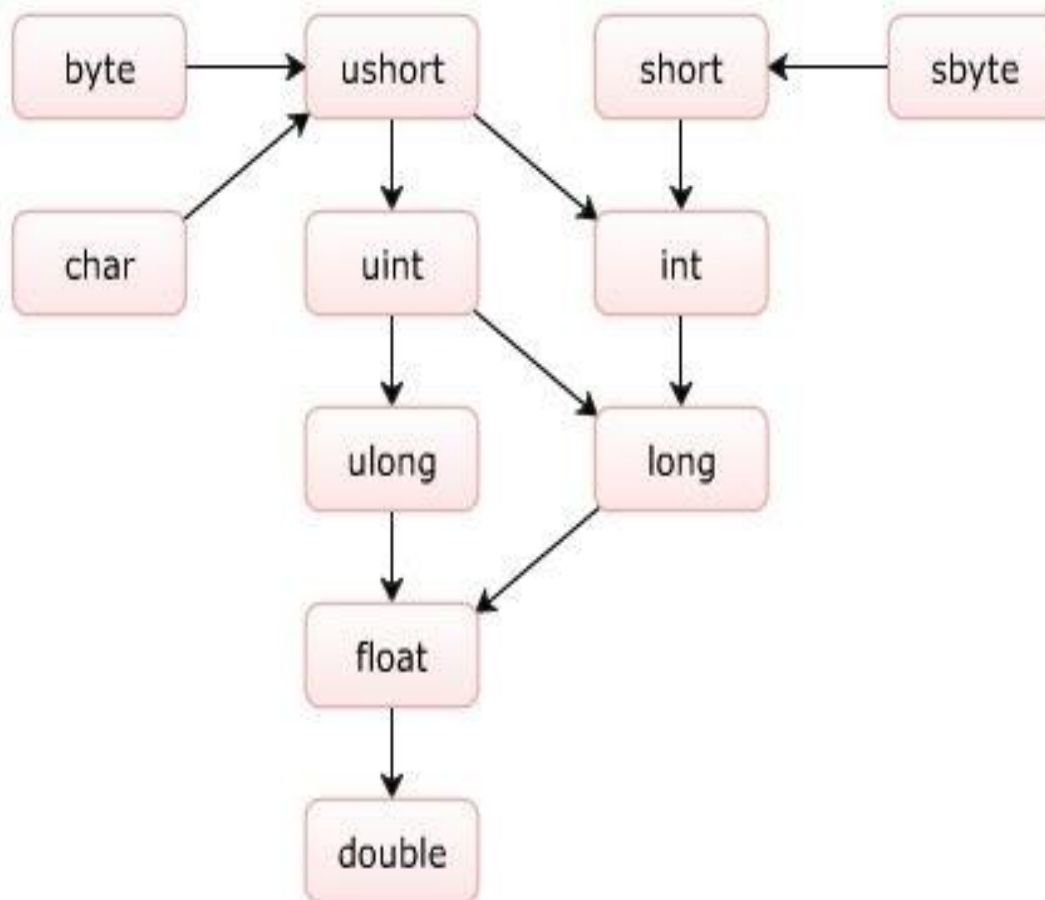 byte
ushort
short
sbyte
char
uint
int
ulong
long
float
double